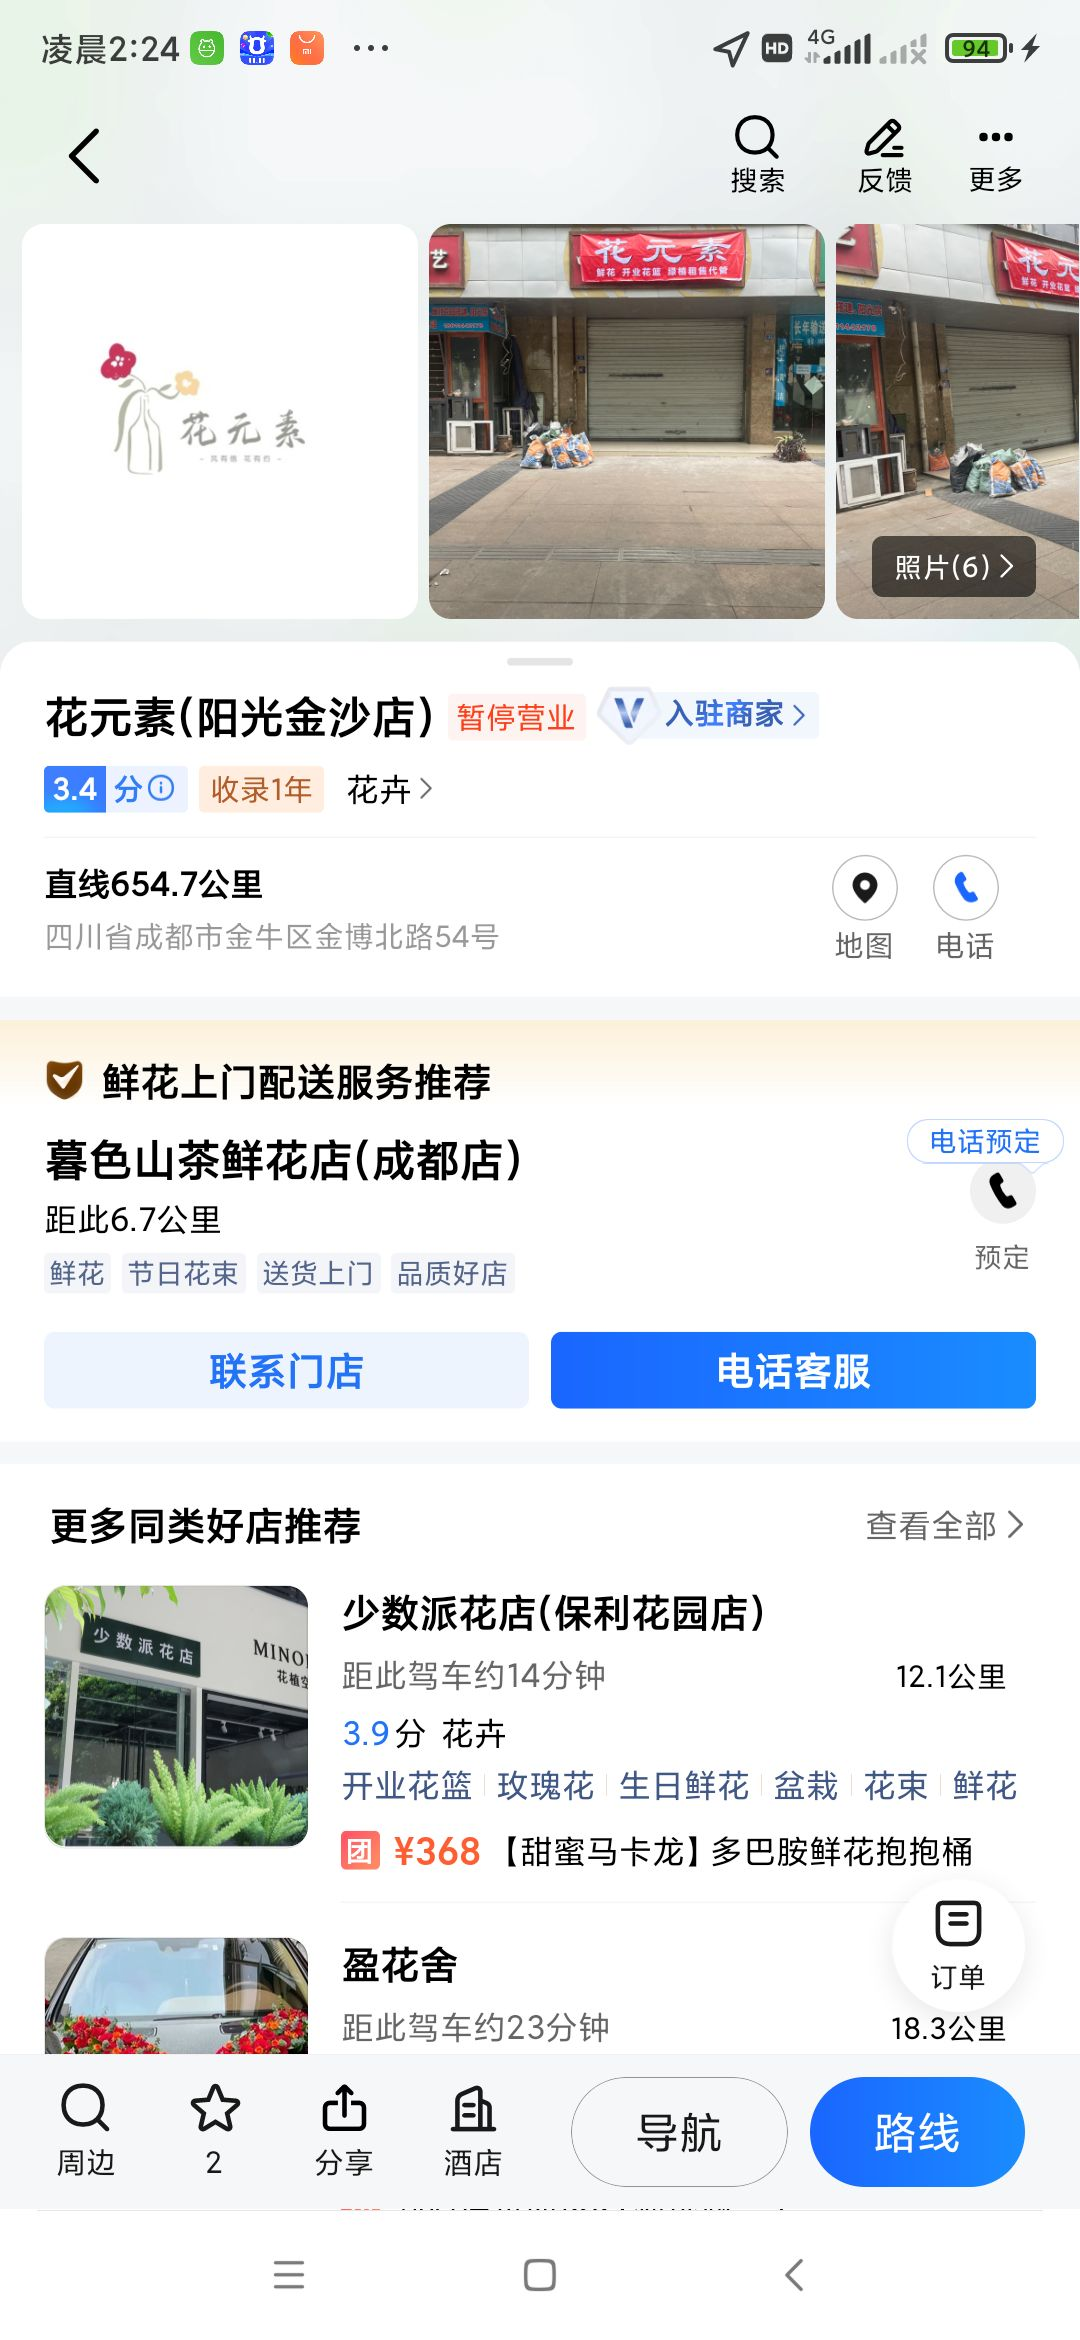 凌晨2:24
HD
4G
94
搜索
反馈
更多
花元素
艺
花元素
鲜花 开业花篮 绿植租售代管
照片(6)
花元素(阳光金沙店)
暂停营业
入驻商家
3.4分
收录1年
花卉
直线654.7公里
四川省成都市金牛区金博北路54号
地图
电话
鲜花上门配送服务推荐
暮色山茶鲜花店(成都店)
电话预定
距此6.7公里
鲜花 节日花束 送货上门 品质好店
预定
联系门店
电话客服
更多同类好店推荐
查看全部
少数派花店
MINO
花植空
少数派花店(保利花园店)
距此驾车约14分钟
12.1公里
3.9分 花卉
开业花篮 玫瑰花 生日鲜花 盆栽 花束 鲜花
团 ¥368 【甜蜜马卡龙】多巴胺鲜花抱抱桶
订单
盈花舍
距此驾车约23分钟
18.3公里
周边
2
分享
酒店
导航
路线